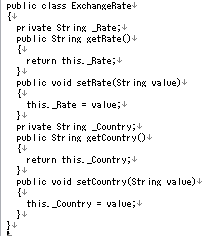 public class ExchangeRate↓
{↓
  private String _Rate;↓
  public String getRate()↓
  {↓
    return this._Rate;↓
  }↓
  public void setRate(String value)↓
  {↓
    this._Rate = value;↓
  }↓
  private String _Country;↓
  public String getCountry()↓
  {↓
    return this._Country;↓
  }↓
  public void setCountry(String value)↓
  {↓
    this._Country = value;↓
  }↓
}↓